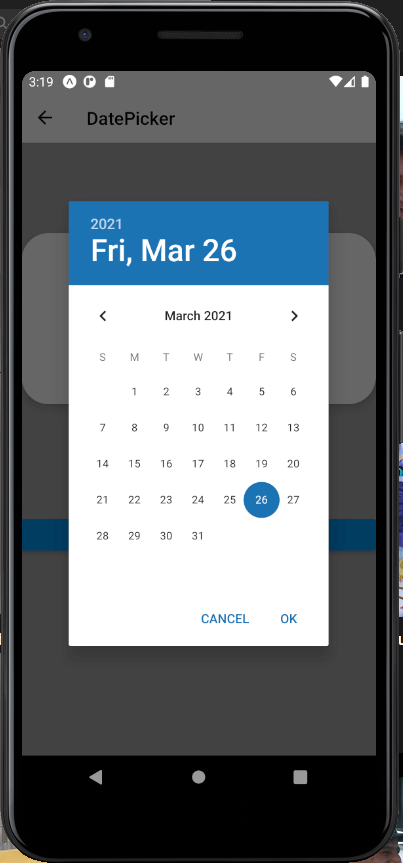 3:19
DatePicker
2021
Fri, Mar 26
March 2021
S M T W T F S
1 2 3 4 5 6
7 8 9 10 11 12 13
14 15 16 17 18 19 20
21 22 23 24 25 26 27
28 29 30 31
CANCEL OK